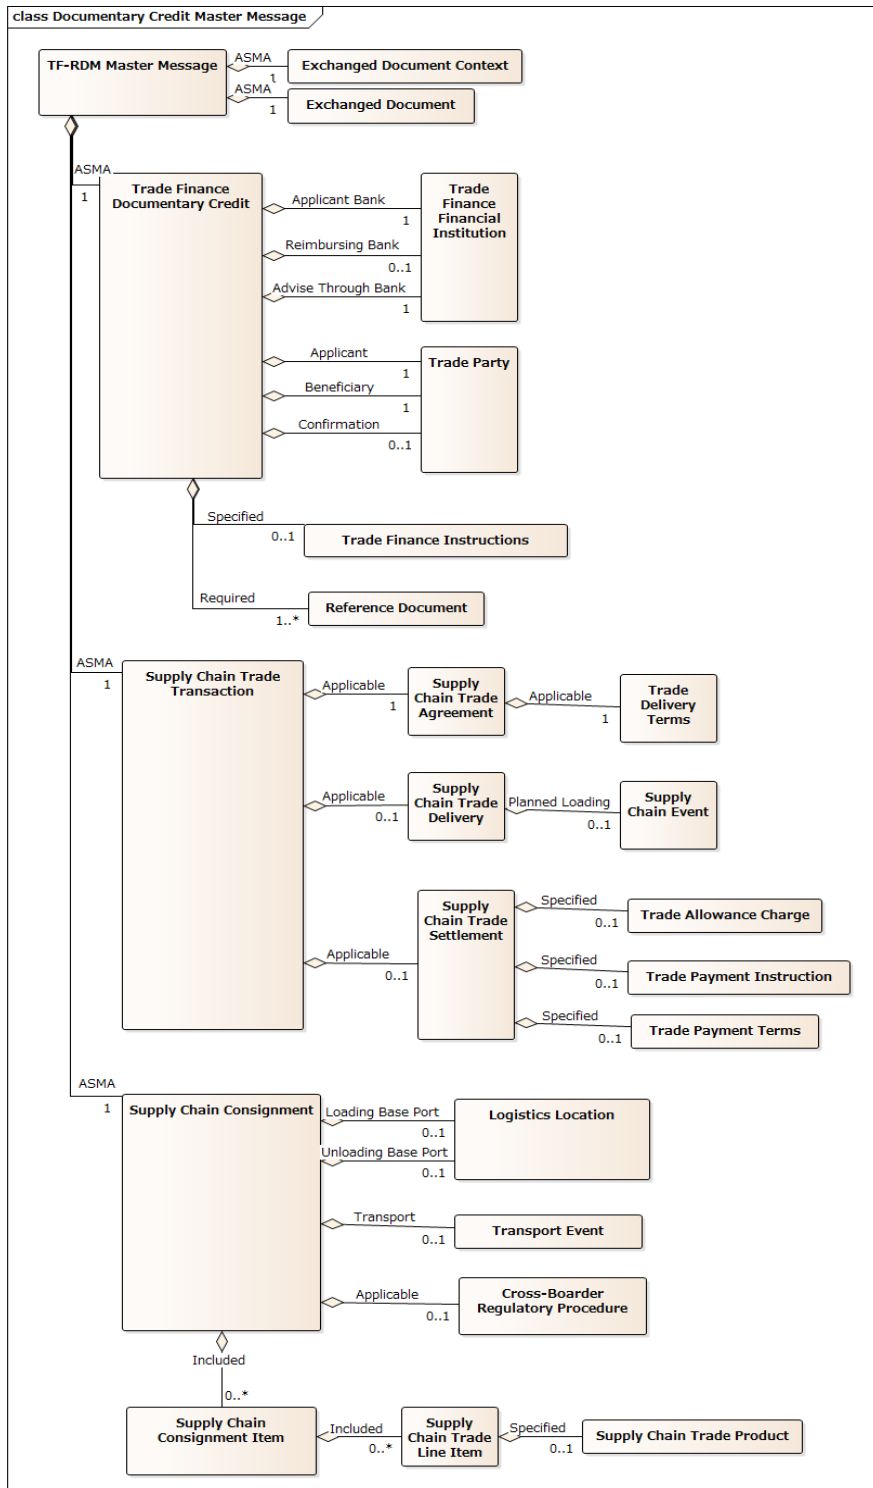 class Documentary Credit Master Message
TF-RDM Master Message
ASMA
1
Exchanged Document Context
ASMA
1
Exchanged Document
ASMA
1
Trade Finance
Documentary Credit
Applicant Bank
1
Reimbursing Bank
0..1
Advise Through Bank
1
Trade
Finance
Financial
Institution
Applicant
1
Beneficiary
1
Confirmation
0..1
Trade Party
Specified
0..1
Trade Finance Instructions
Required
1..*
Reference Document
ASMA
1
Supply Chain Trade
Transaction
Applicable
1
Supply
Chain Trade
Agreement
Applicable
1
Trade
Delivery
Terms
Applicable
0..1
Supply
Chain Trade
Delivery
Planned Loading
0..1
Supply
Chain Event
Applicable
0..1
Supply
Chain Trade
Settlement
Specified
0..1
Trade Allowance Charge
Specified
0..1
Trade Payment Instruction
Specified
0..1
Trade Payment Terms
ASMA
1
Supply Chain Consignment
Loading Base Port
0..1
Unloading Base Port
0..1
Logistics Location
Transport
0..1
Transport Event
Applicable
0..1
Cross-Boarder
Regulatory Procedure
Included
0..*
Supply Chain
Consignment Item
Included
0..*
Supply
Chain Trade
Line Item
Specified
0..1
Supply Chain Trade Product